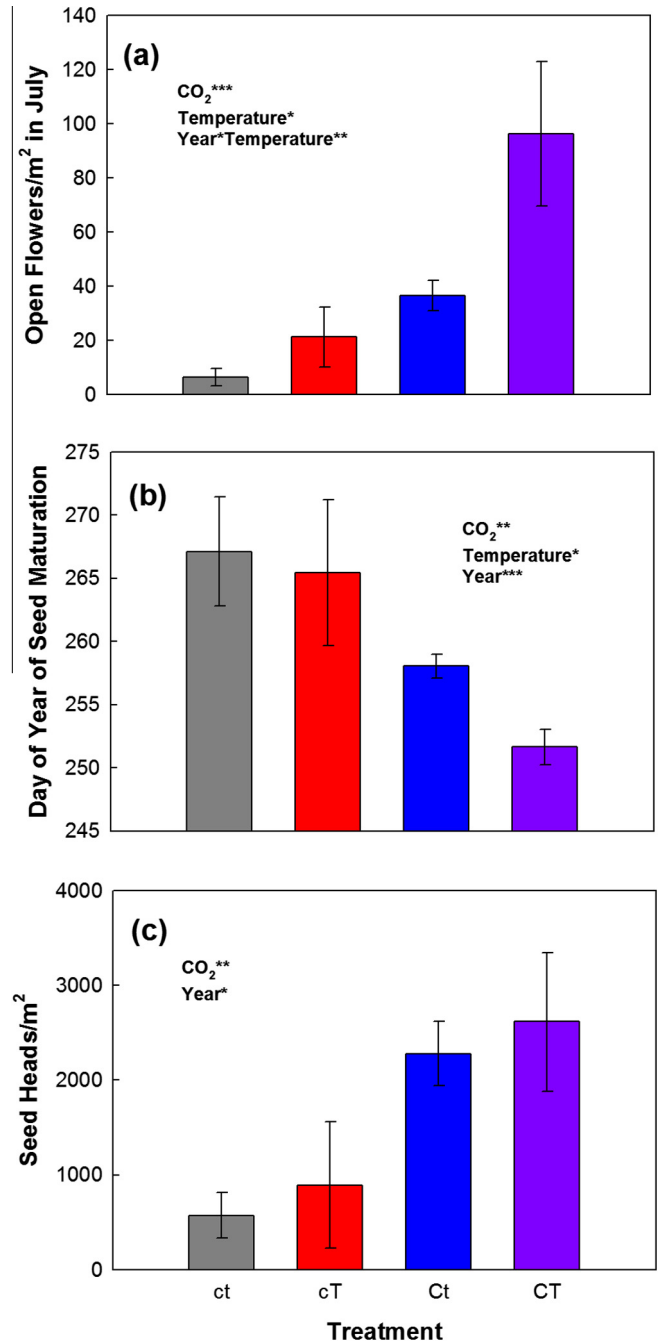 Open Flowers/m² in July
140
120
100
80
60
40
20
0
(a)
CO₂***
Temperature*
Year*Temperature**
Day of Year of Seed Maturation
275
270
265
260
255
250
245
(b)
CO₂**
Temperature*
Year***
Seed Heads/m²
4000
3000
2000
1000
0
(c)
CO₂**
Year*
ct cT Ct CT
Treatment